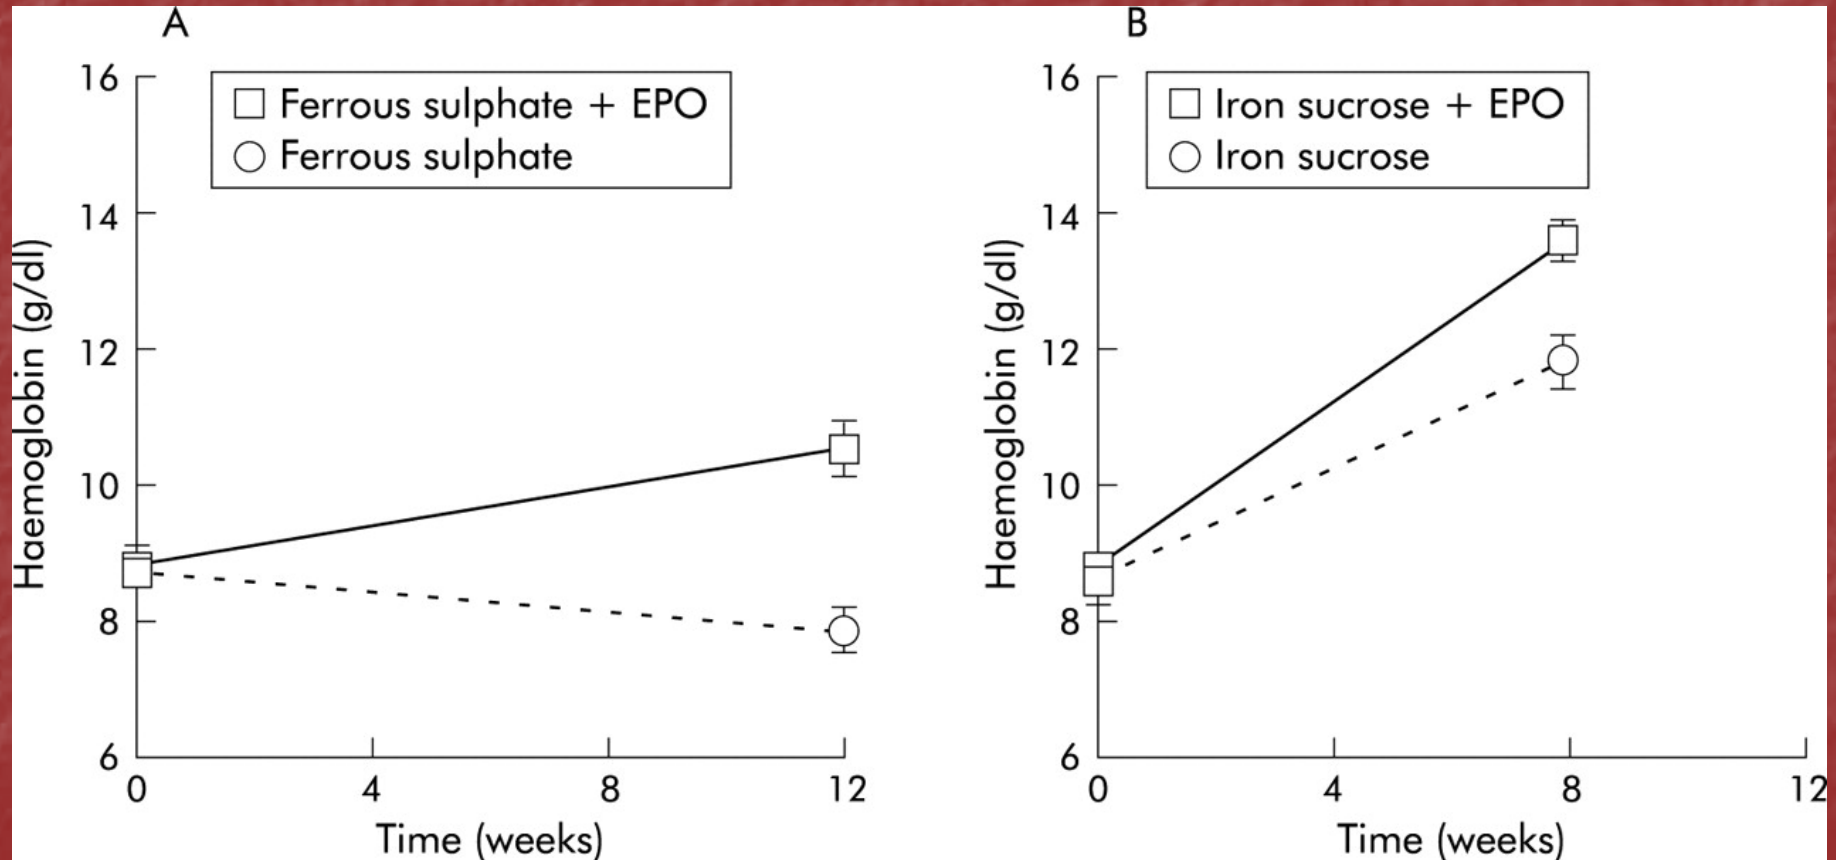 A
Ferrous sulphate + EPO
Ferrous sulphate
16
14
12
10
8
6
Haemoglobin (g/dl)
0 4 8 12
Time (weeks)
B
Iron sucrose + EPO
Iron sucrose
16
14
12
10
8
6
Haemoglobin (g/dl)
0 4 8 12
Time (weeks)